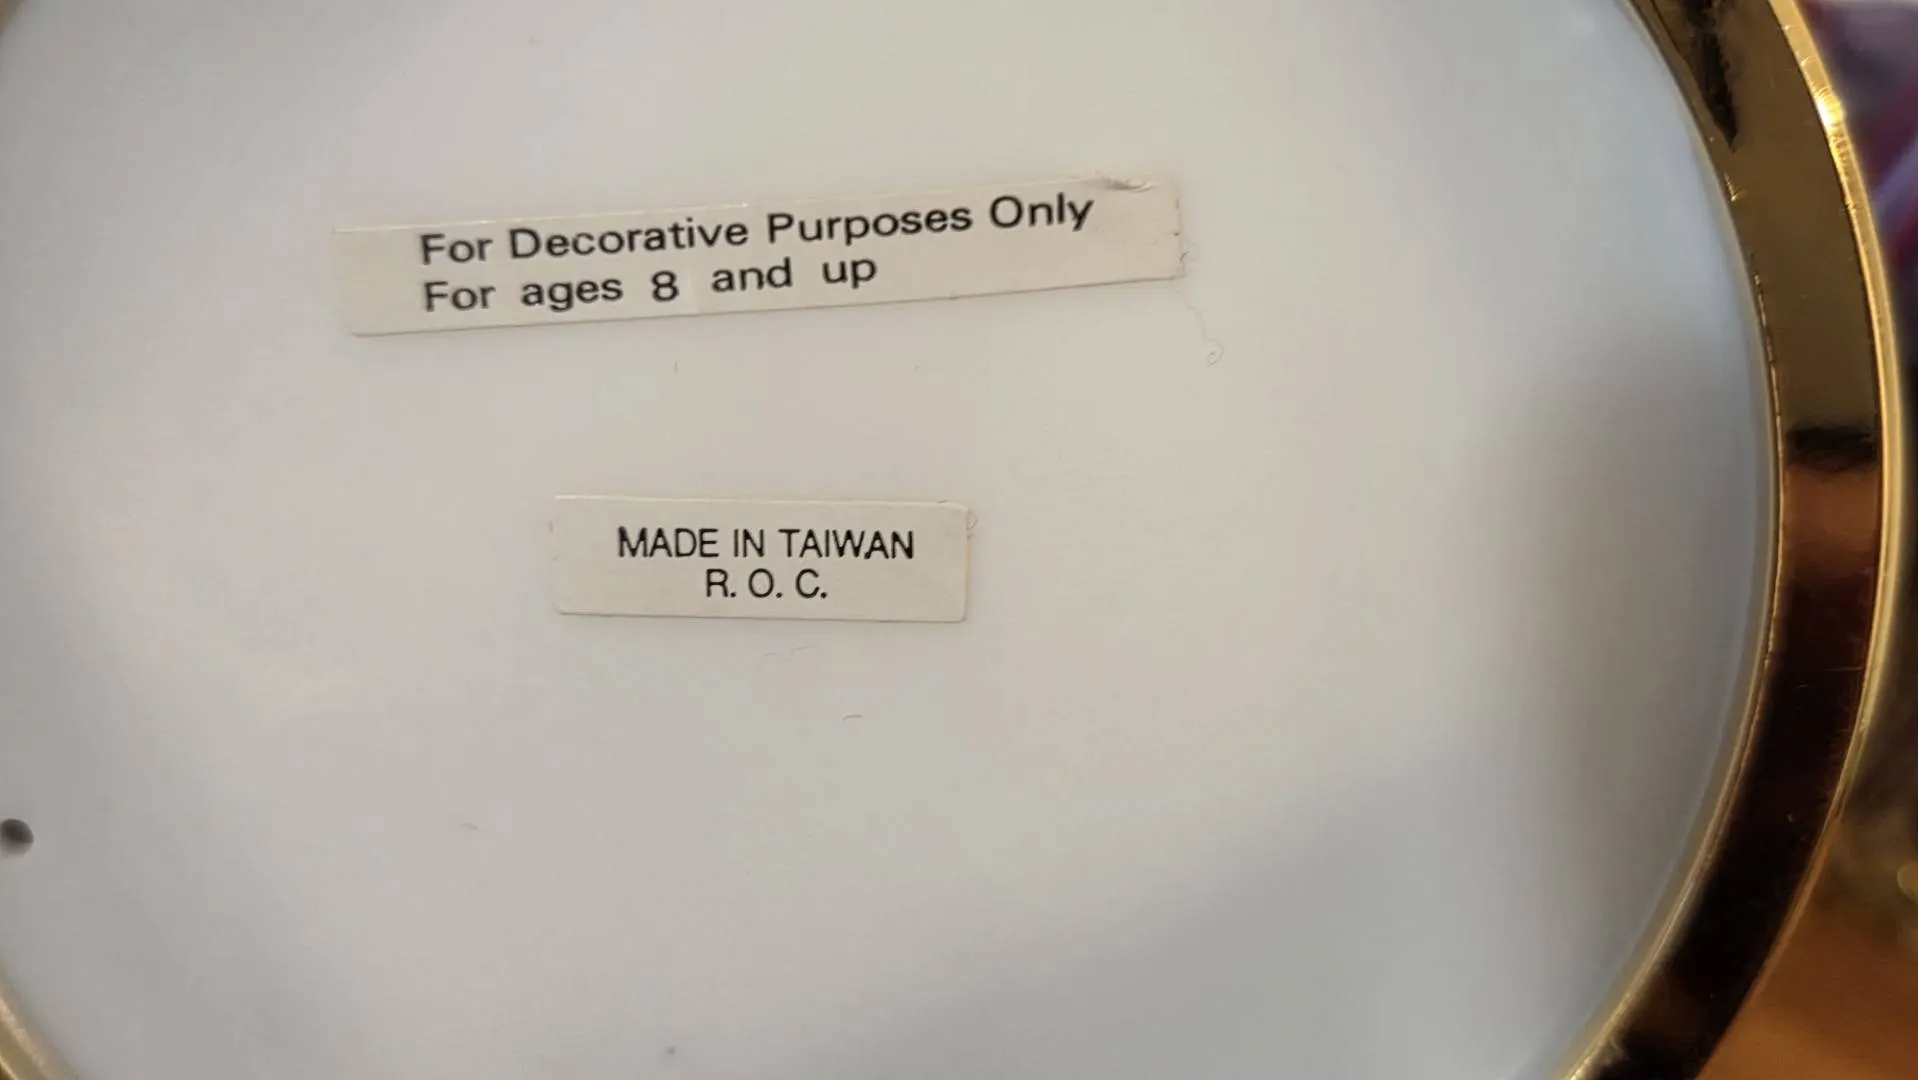 For Decorative Purposes Only
For ages 8 and up
MADE IN TAIWAN
R. O. C.